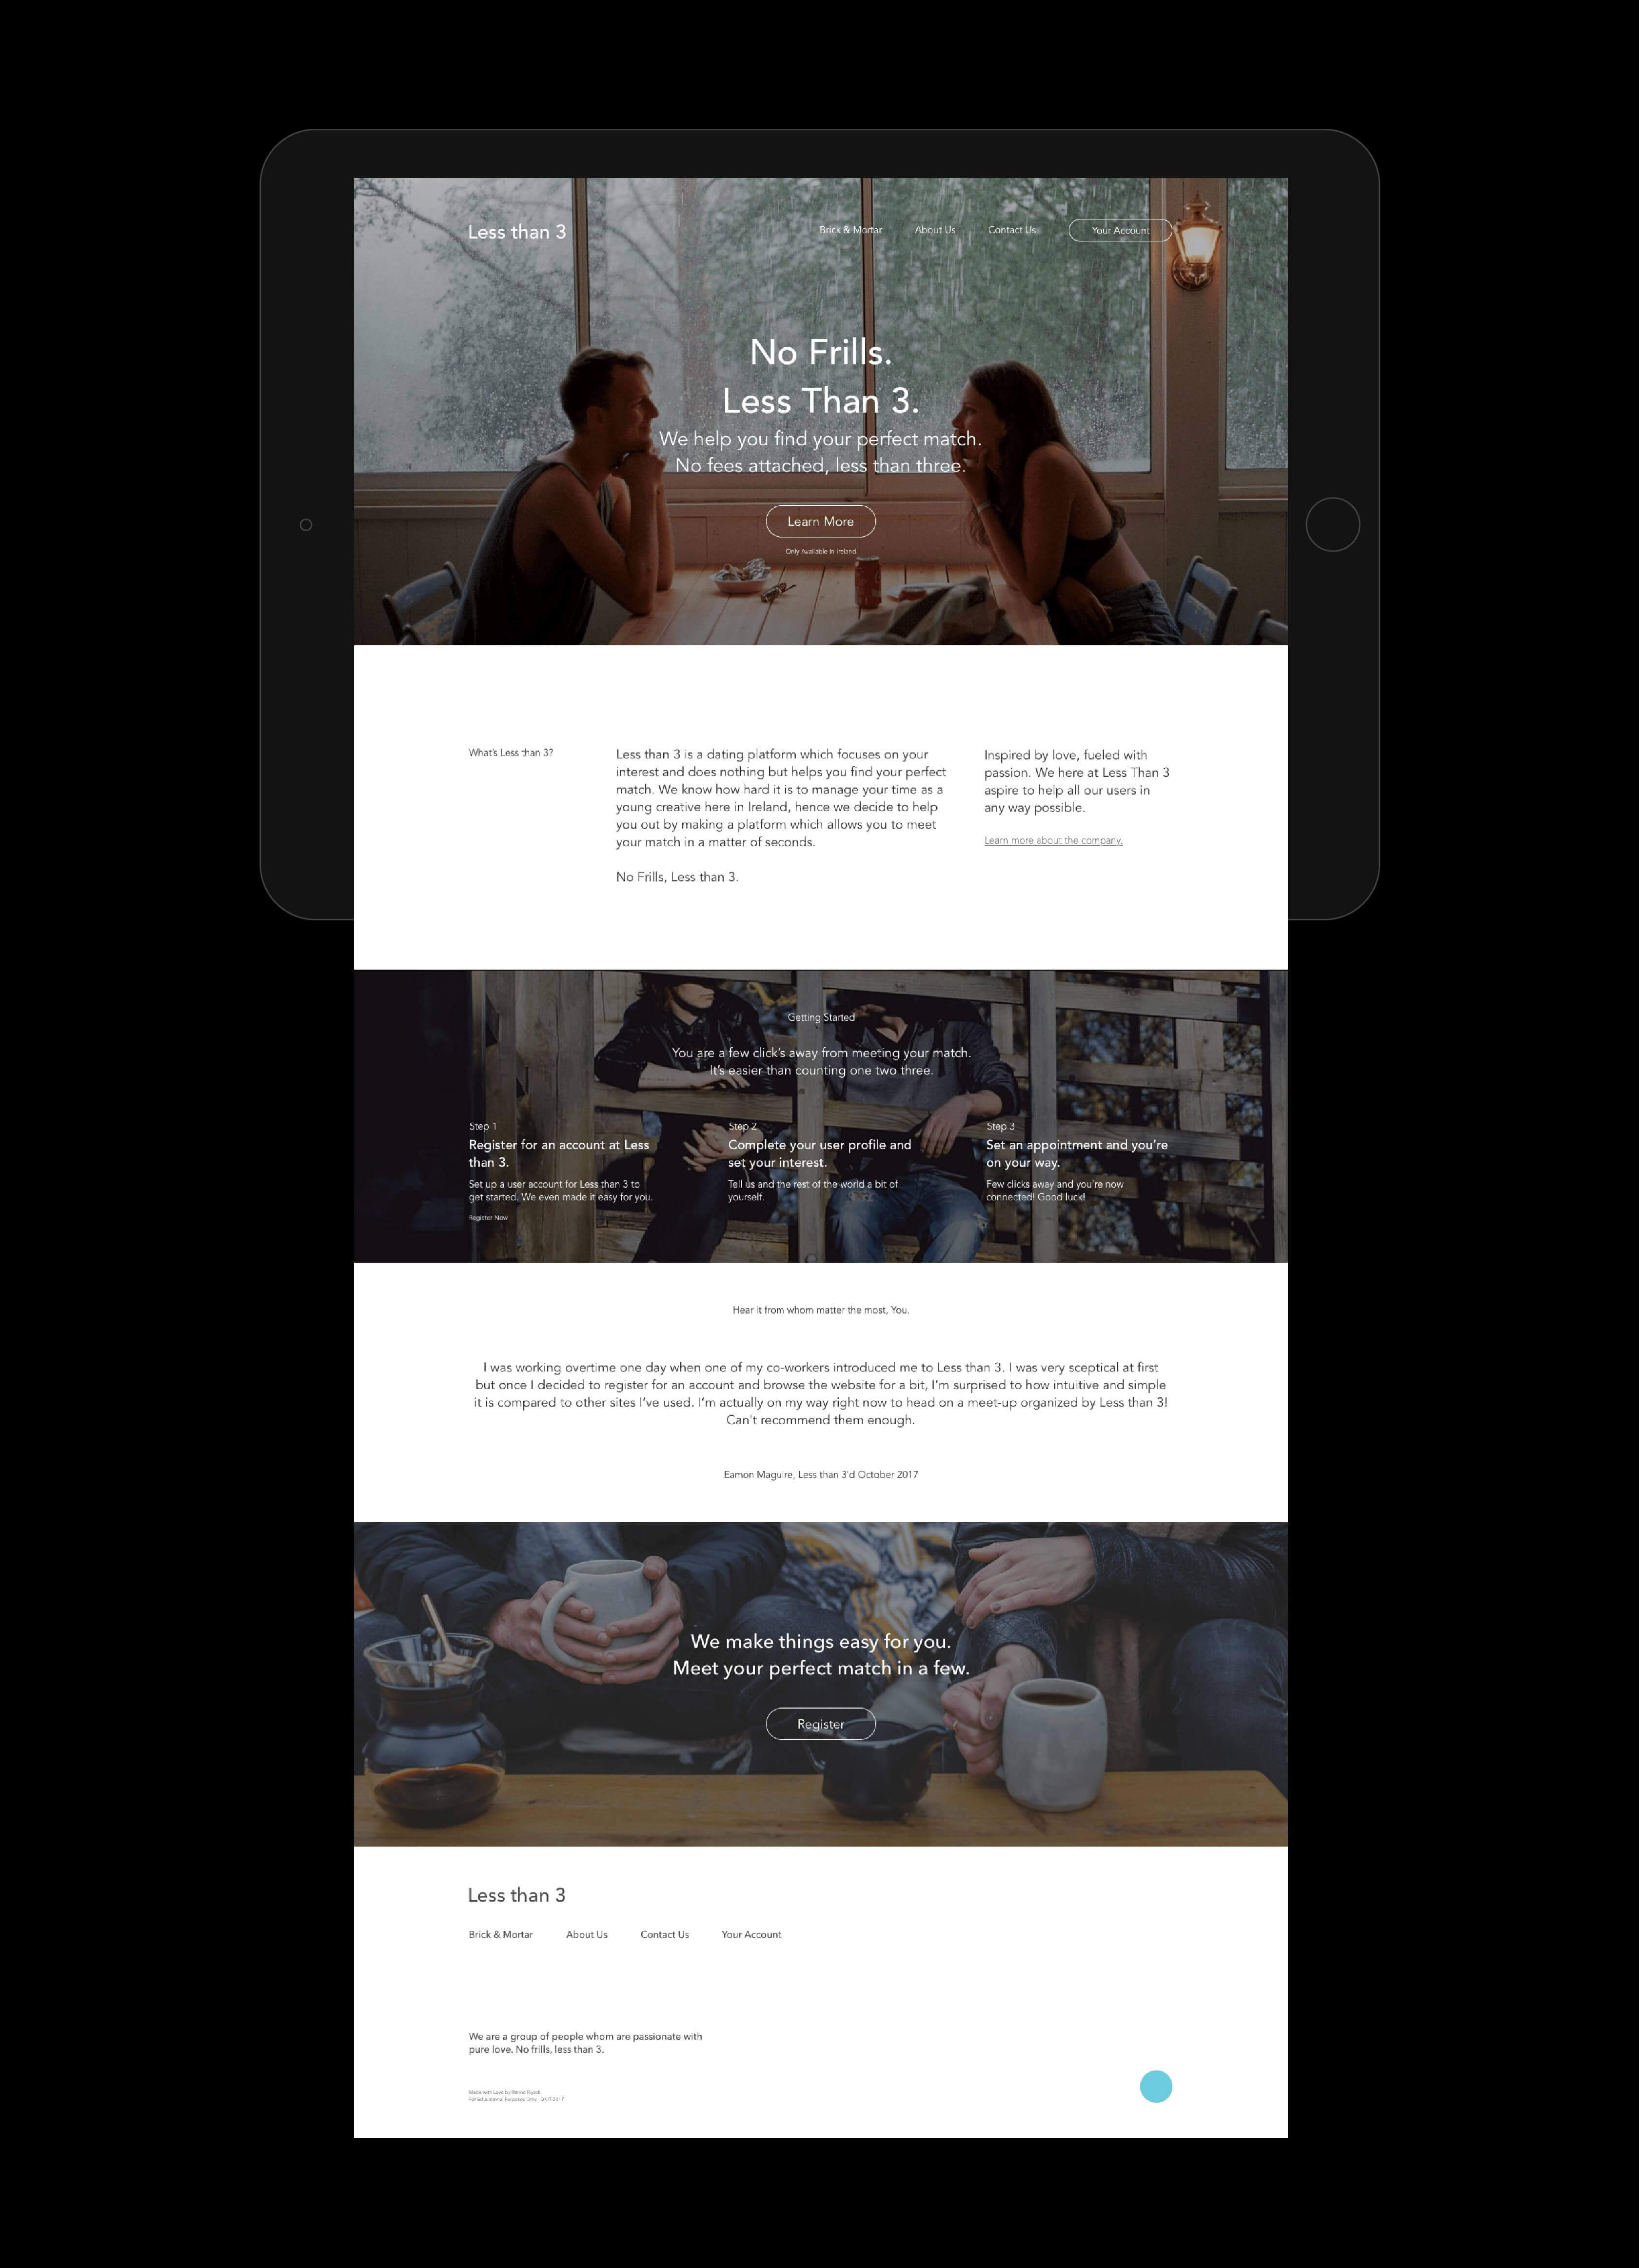 Less than 3
Brick & Mortar
About Us
Contact Us
Your Account
No Frills.
Less Than 3.
We help you find your perfect match.
No fees attached, less than three.
Learn More
Only Available in Ireland
What's Less than 3?
Less than 3 is a dating platform which focuses on your
interest and does nothing but helps you find your perfect
match. We know how hard it is to manage your time as a
young creative here in Ireland, hence we decide to help
you out by making a platform which allows you to meet
your match in a matter of seconds.
No Frills, Less than 3.
Inspired by love, fueled with
passion. We here at Less Than 3
aspire to help all our users in
any way possible.
Learn more about the company.
Getting Started
You are a few click's away from meeting your match.
It's easier than counting one two three.
Step 1
Register for an account at Less
than 3.
Set up a user account for Less than 3 to
get started. We even made it easy for you.
Register Now
Step 2
Complete your user profile and
set your interest.
Tell us and the rest of the world a bit of
yourself.
Step 3
Set an appointment and you're
on your way.
Few clicks away and you're now
connected! Good luck!
Hear it from whom matter the most, You.
I was working overtime one day when one of my co-workers introduced me to Less than 3. I was very sceptical at first
but once I decided to register for an account and browse the website for a bit, I'm surprised to how intuitive and simple
it is compared to other sites I've used. I'm actually on my way right now to head on a meet-up organized by Less than 3!
Can't recommend them enough.
Eamon Maguire, Less than 3'd October 2017
We make things easy for you.
Meet your perfect match in a few.
Register
Less than 3
Brick & Mortar
About Us
Contact Us
Your Account
We are a group of people whom are passionate with
pure love. No frills, less than 3.
Made with Love by
For Educational Purposes Only - DKIT 2017